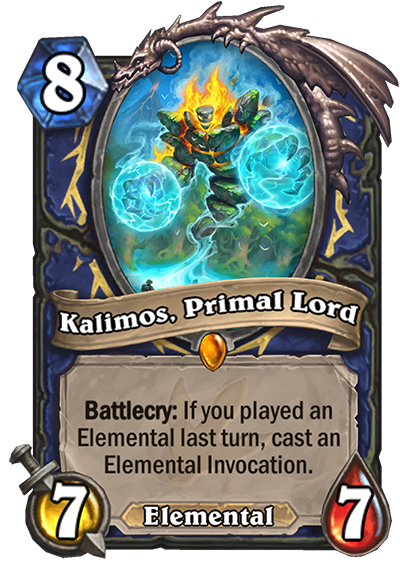 8
Kalimos, Primal Lord
Battlecry: If you played an
Elemental last turn, cast an
Elemental Invocation.
7
Elemental
7